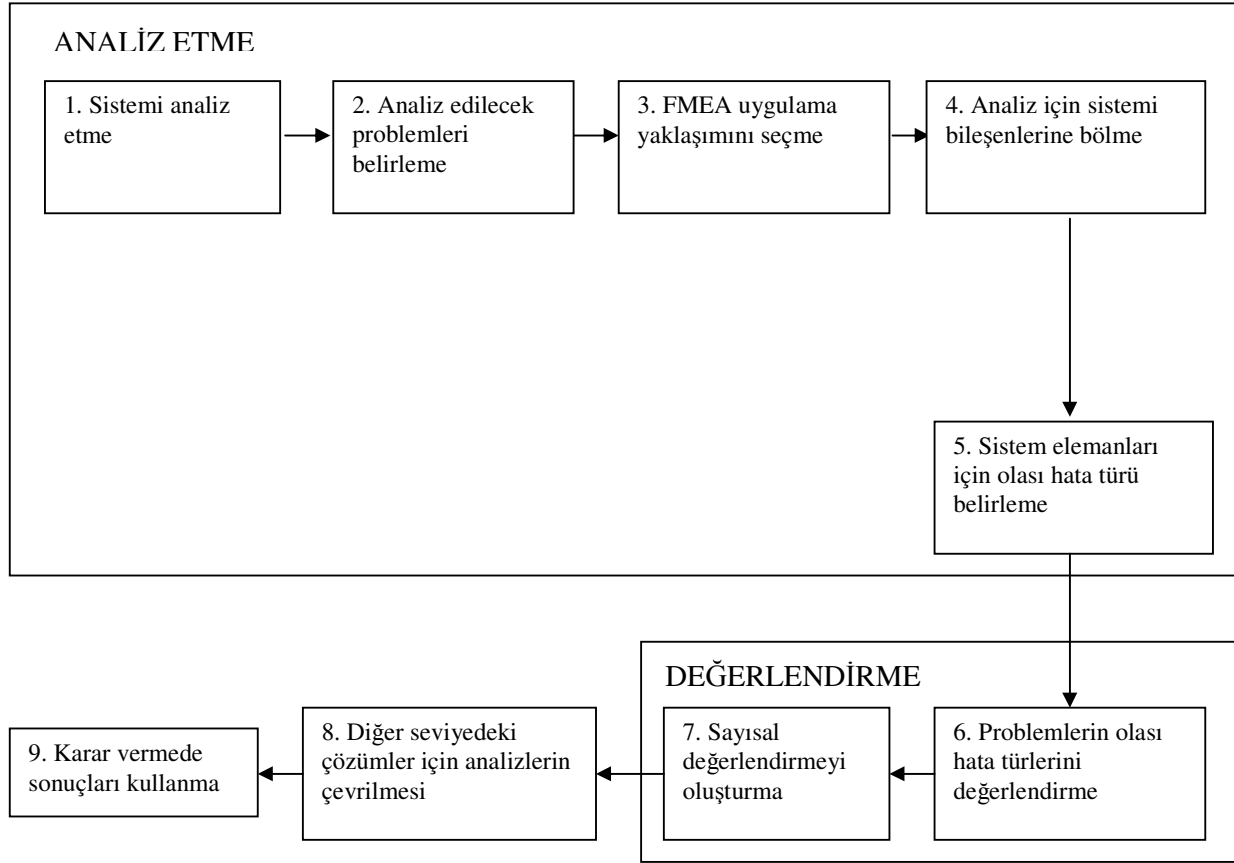 ANALİZ ETME
1. Sistemi analiz
etme
2. Analiz edilecek
problemleri
belirleme
3. FMEA uygulama
yaklaşımını seçme
4. Analiz için sistemi
bileşenlerine bölme
5. Sistem elemanları
için olası hata türü
belirleme
DEĞERLENDİRME
6. Problemlerin olası
hata türlerini
değerlendirme
7. Sayısal
değerlendirmeyi
oluşturma
8. Diğer seviyedeki
çözümler için analizlerin
çevrilmesi
9. Karar vermede
sonuçları kullanma